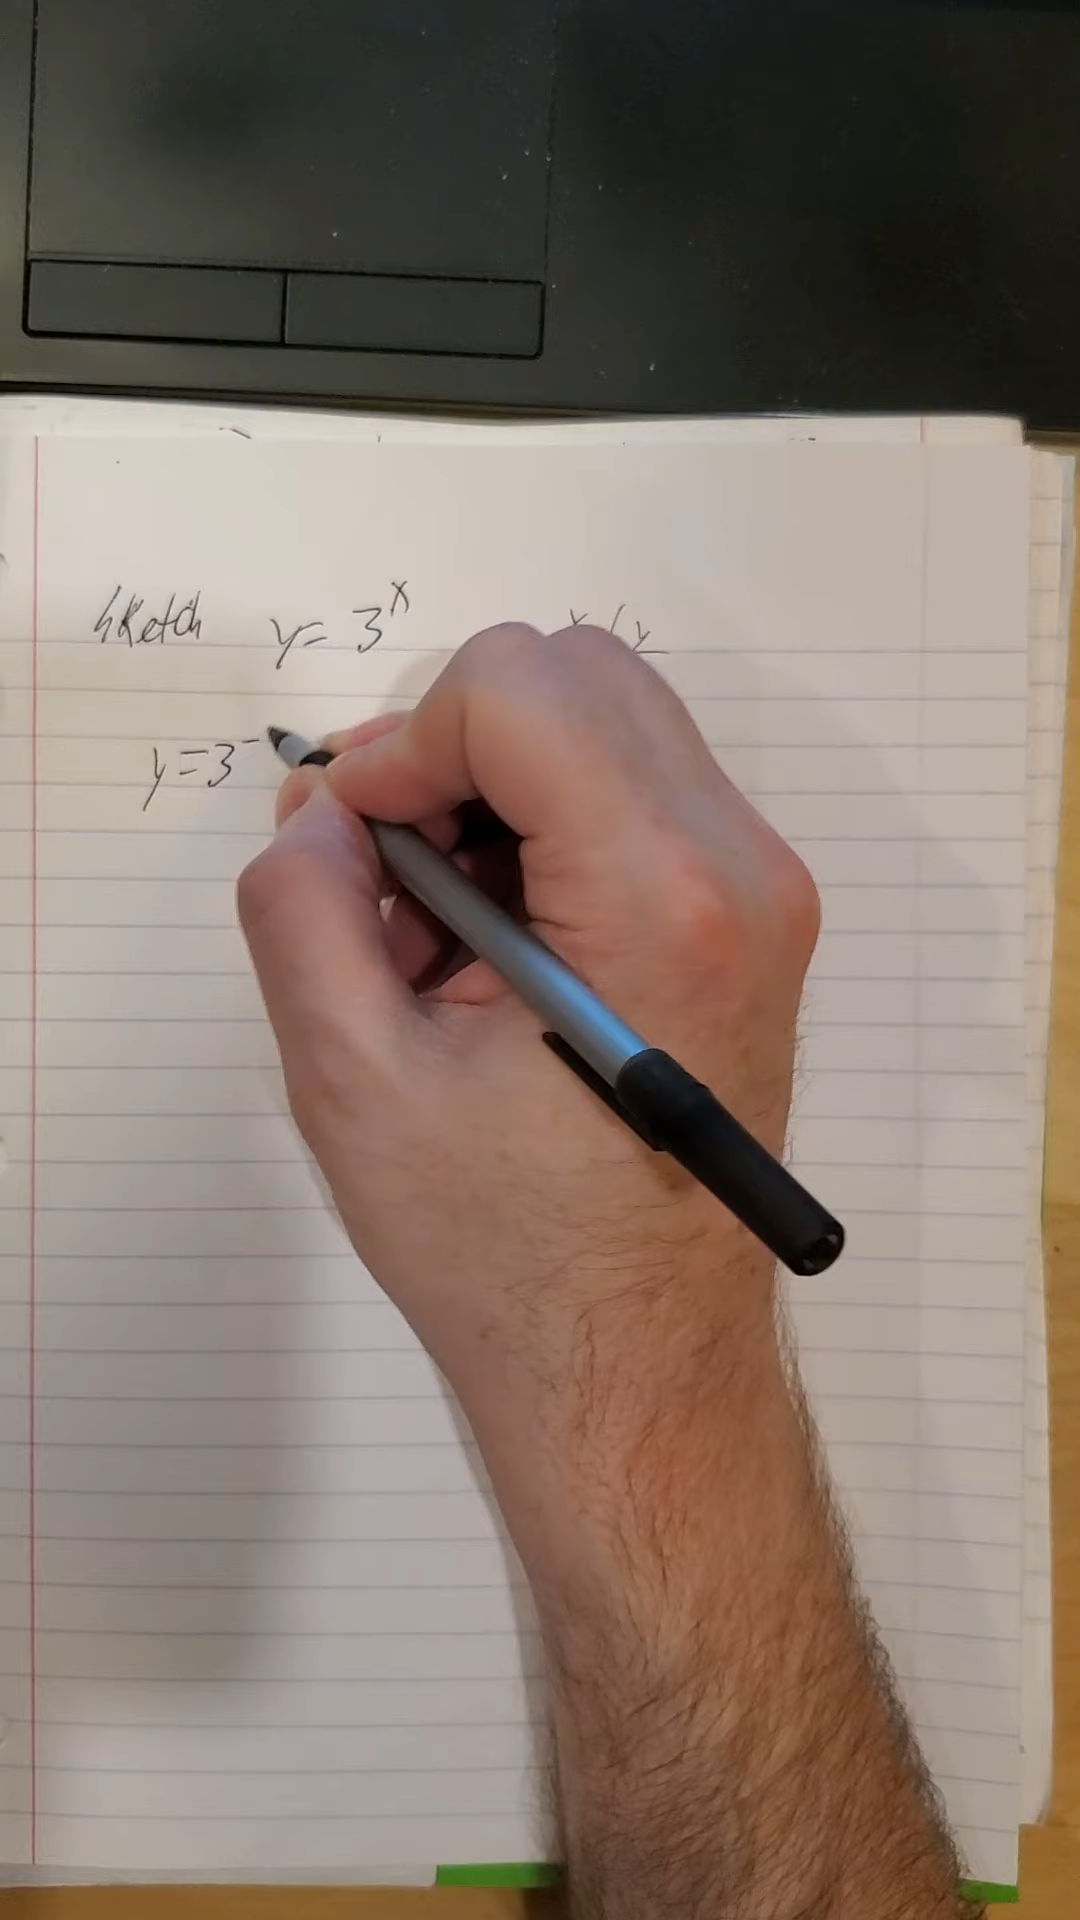 Sketch y = 3^x x / y
y = 3^-